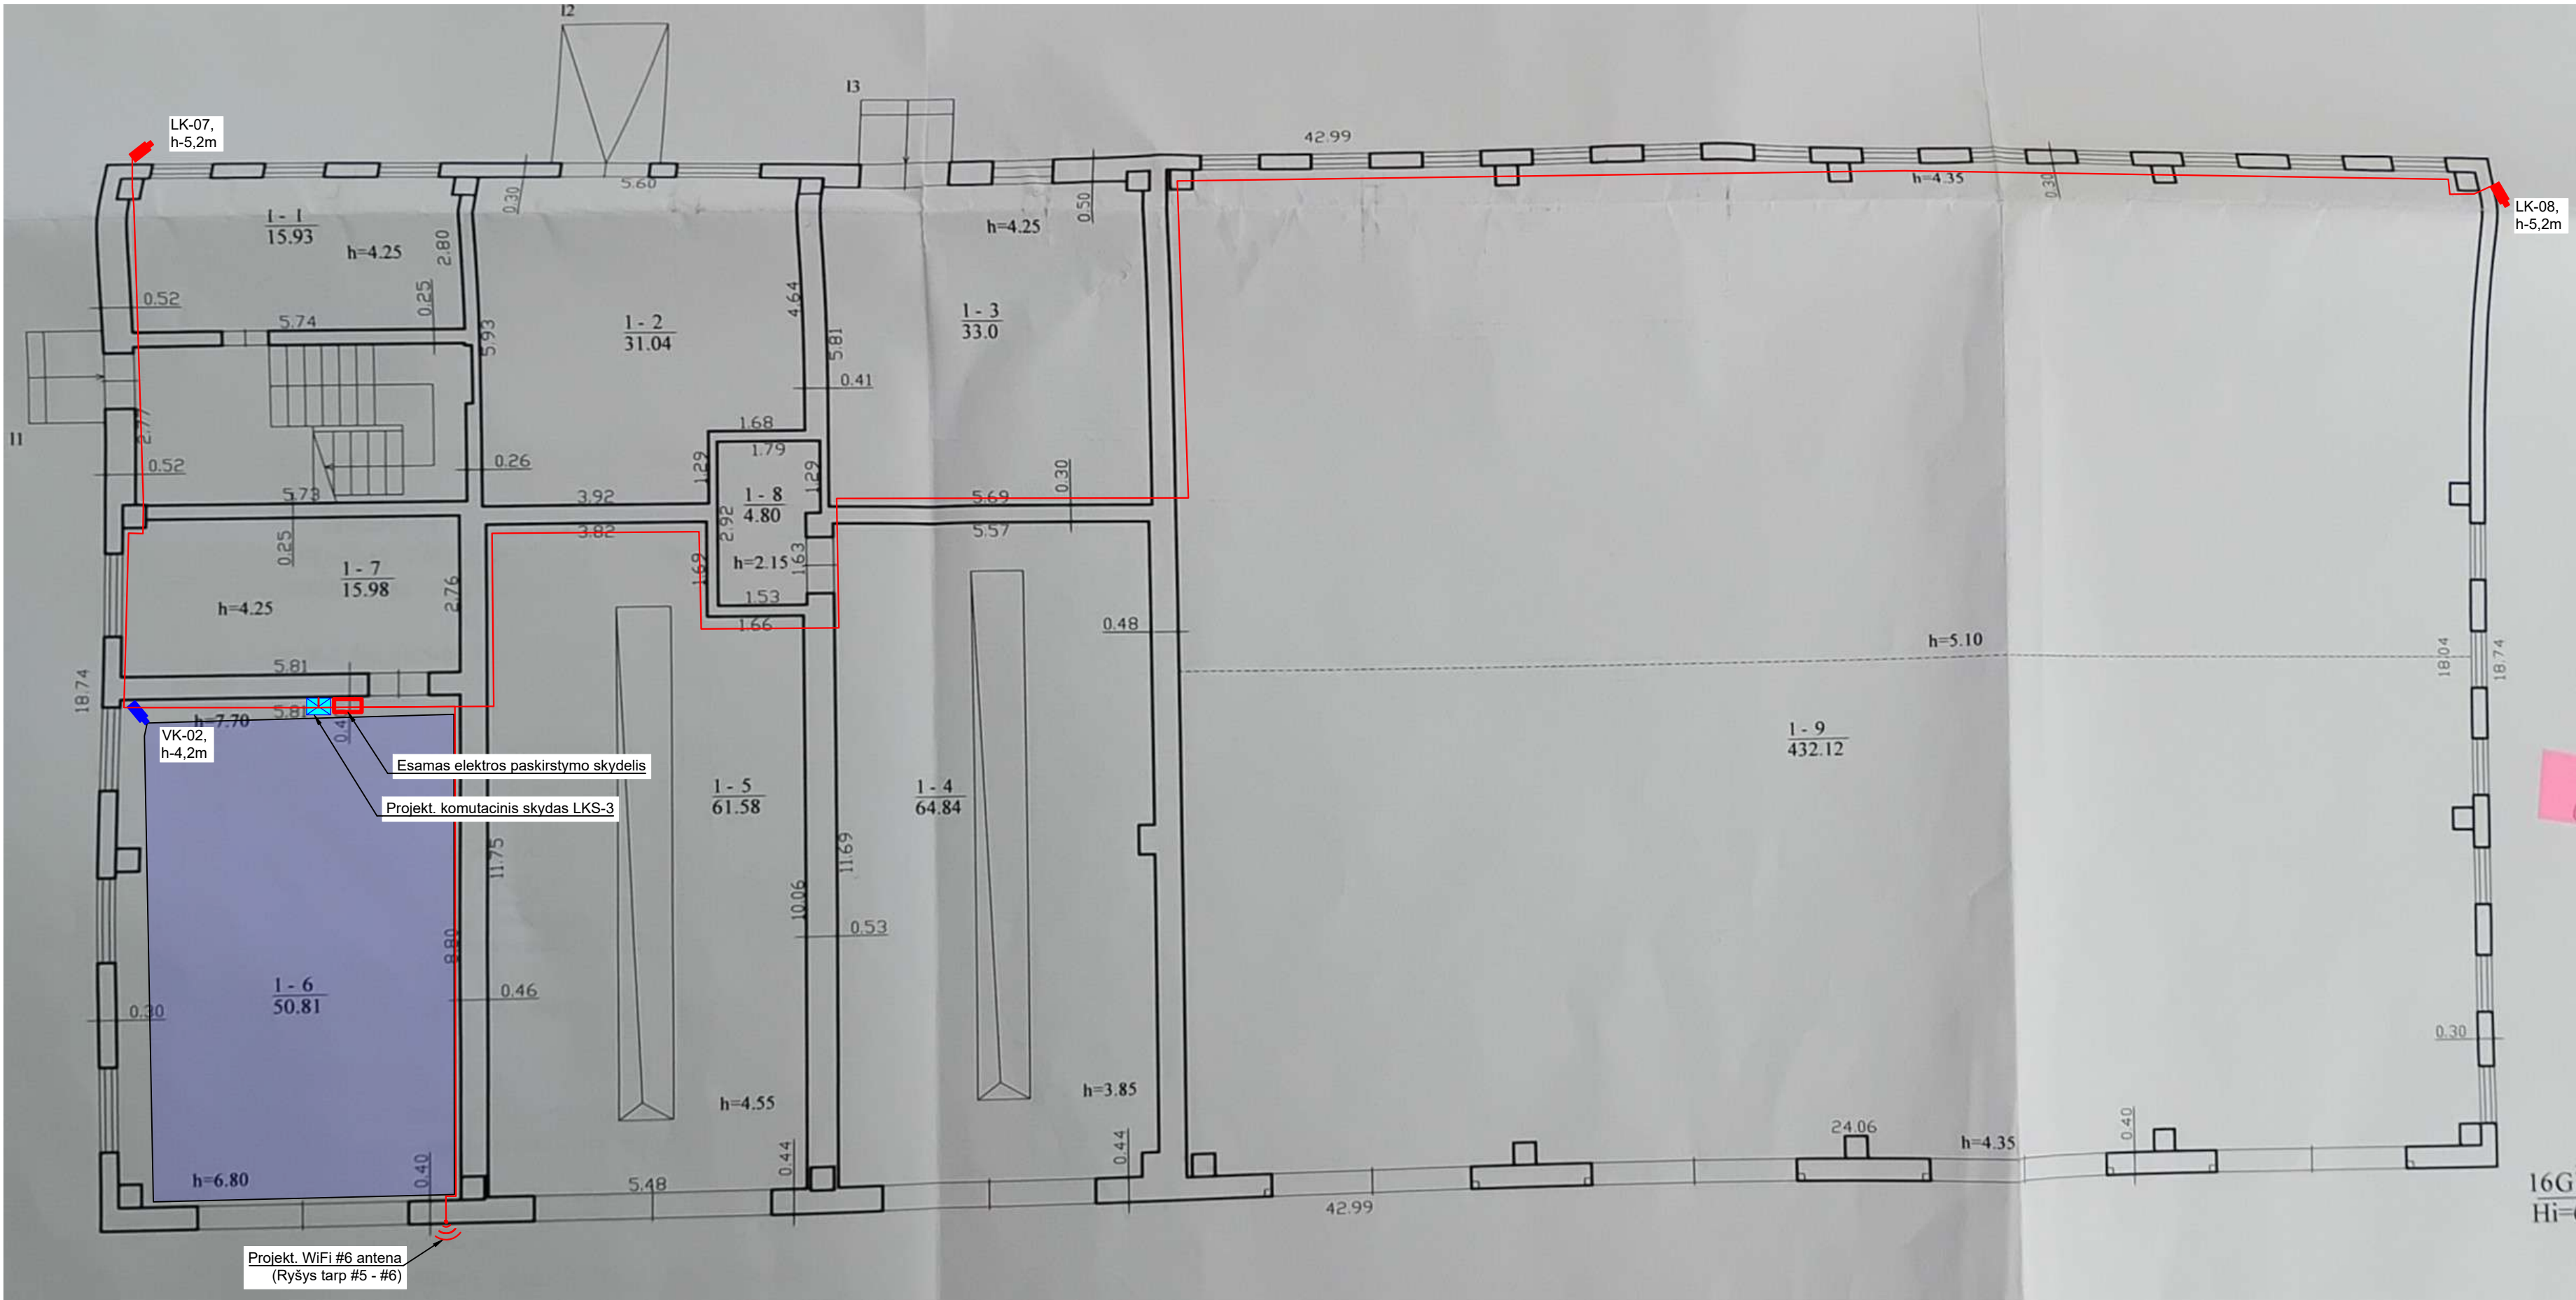 I2
I3
42.99
LK-07,
h-5,2m
5.60
0.30
0.50
h=4.35
0.30
LK-08,
h-5,2m
1 - 1
15.93
h=4.25
2.80
h=4.25
0.52
0.25
5.74
5.93
1 - 2
31.04
4.64
5.81
1 - 3
33.0
0.41
11
2.77
0.52
0.26
5.73
3.92
1.68
1.79
1.29
1.29
1 - 8
4.80
5.69
0.30
0.25
3.82
2.92
5.57
1 - 7
15.98
2.76
1.69
h=2.15
1.63
h=4.25
1.53
1.66
0.48
h=5.10
5.81
18.74
18.04
18.74
h=7.70
5.81
VK-02,
h-4,2m
Esamas elektros paskirstymo skydelis
Projekt. komutacinis skydas LKS-3
1 - 5
61.58
1 - 4
64.84
1 - 9
432.12
11.75
11.69
10.06
8.80
0.53
1 - 6
50.81
0.46
0.30
0.30
h=4.55
h=3.85
24.06
h=4.35
0.40
h=6.80
0.40
5.48
0.44
0.44
42.99
16G
Projekt. WiFi #6 antena
(Ryšys tarp #5 - #6)